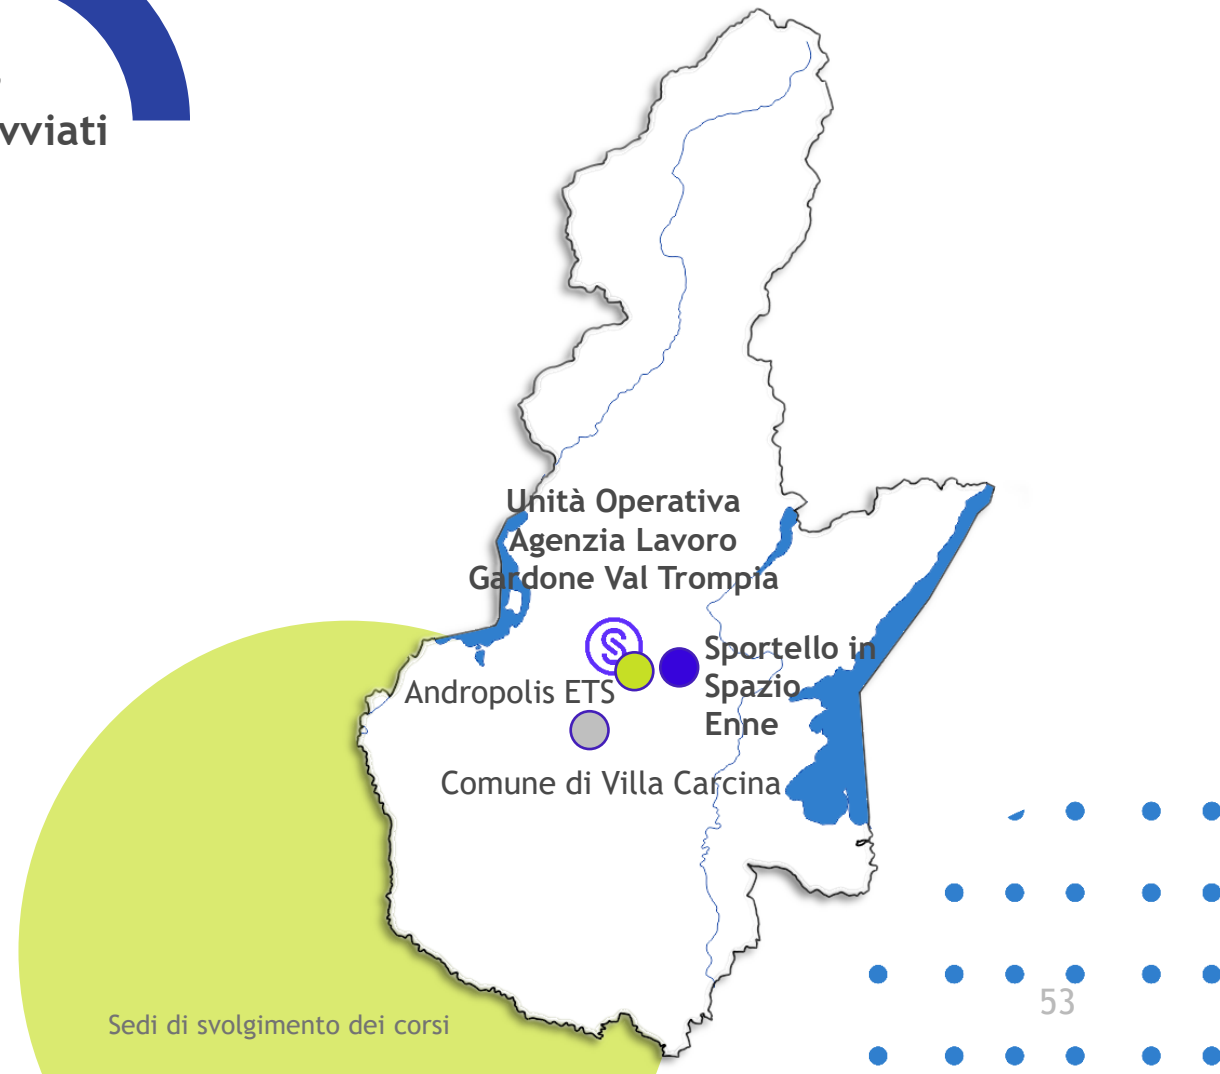 vviati
Unità Operativa
Agenzia Lavoro
Gardone Val Trompia
Sportello in
Spazio
Enne
Andropolis ETS
Comune di Villa Carcina
Sedi di svolgimento dei corsi
53